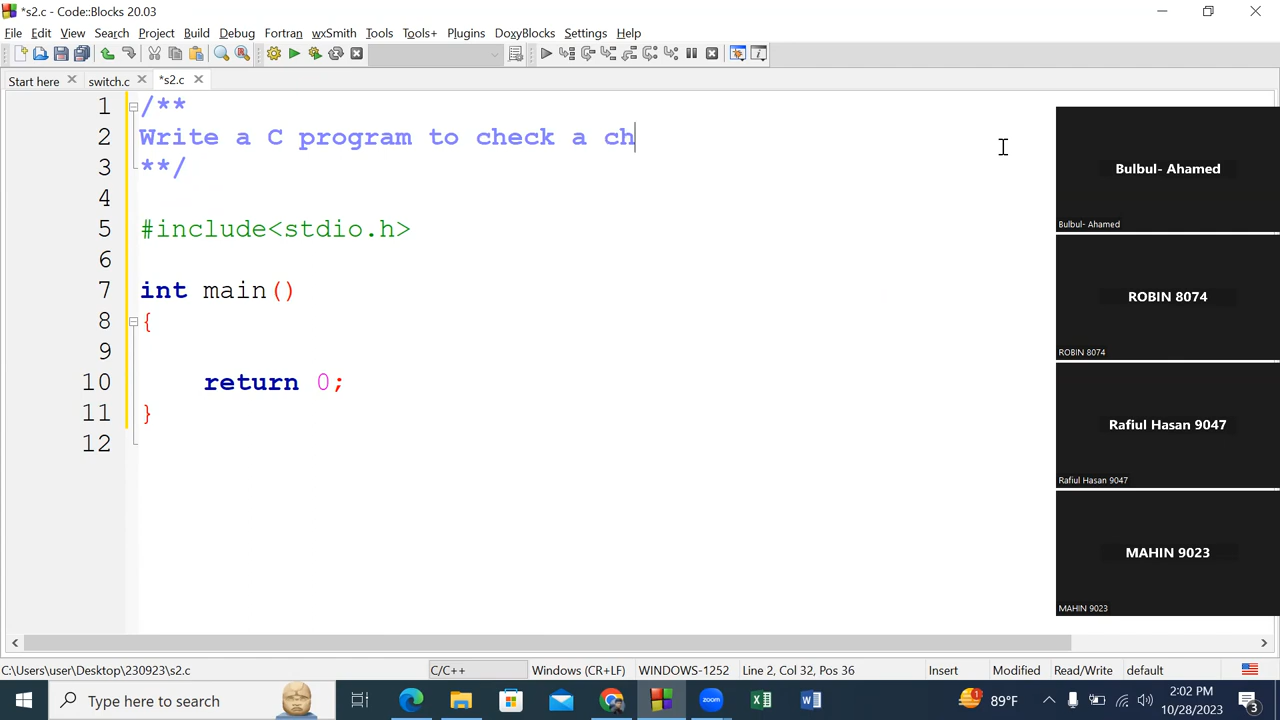 *s2.c - Code::Blocks 20.03
File Edit View Search Project Build Debug Fortran wxSmith Tools Tools+ Plugins DoxyBlocks Settings Help
Start here switch.c *s2.c
1 /**
2 Write a C program to check a ch
3 **/
4
5 #include<stdio.h>
6
7 int main()
8 {
9
10 return 0;
11 }
12
Bulbul- Ahamed
Bulbul- Ahamed
ROBIN 8074
ROBIN 8074
Rafiul Hasan 9047
Rafiul Hasan 9047
MAHIN 9023
MAHIN 9023
C:\Users\user\Desktop\230923\s2.c C/C++ Windows (CR+LF) WINDOWS-1252 Line 2, Col 32, Pos 36 Insert Modified Read/Write default
Type here to search 1 89°F 2:02 PM
10/28/2023 3